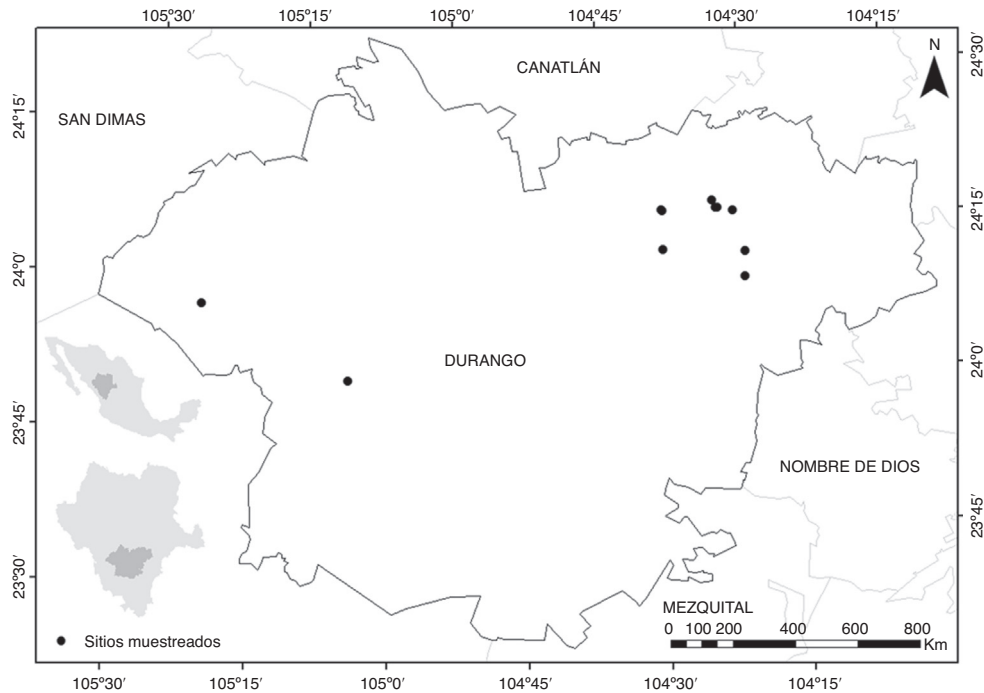 105°30′ 105°15′ 105°0′ 104°45′ 104°30′ 104°15′
N
24°30′
CANATLÁN
SAN DIMAS
24°15′
24°15′
24°0′
DURANGO
24°0′
23°45′
NOMBRE DE DIOS
23°45′
23°30′
MEZQUITAL
0 100 200 400 600 800
Km
Sitios muestreados
105°30′ 105°15′ 105°0′ 104°45′ 104°30′ 104°15′